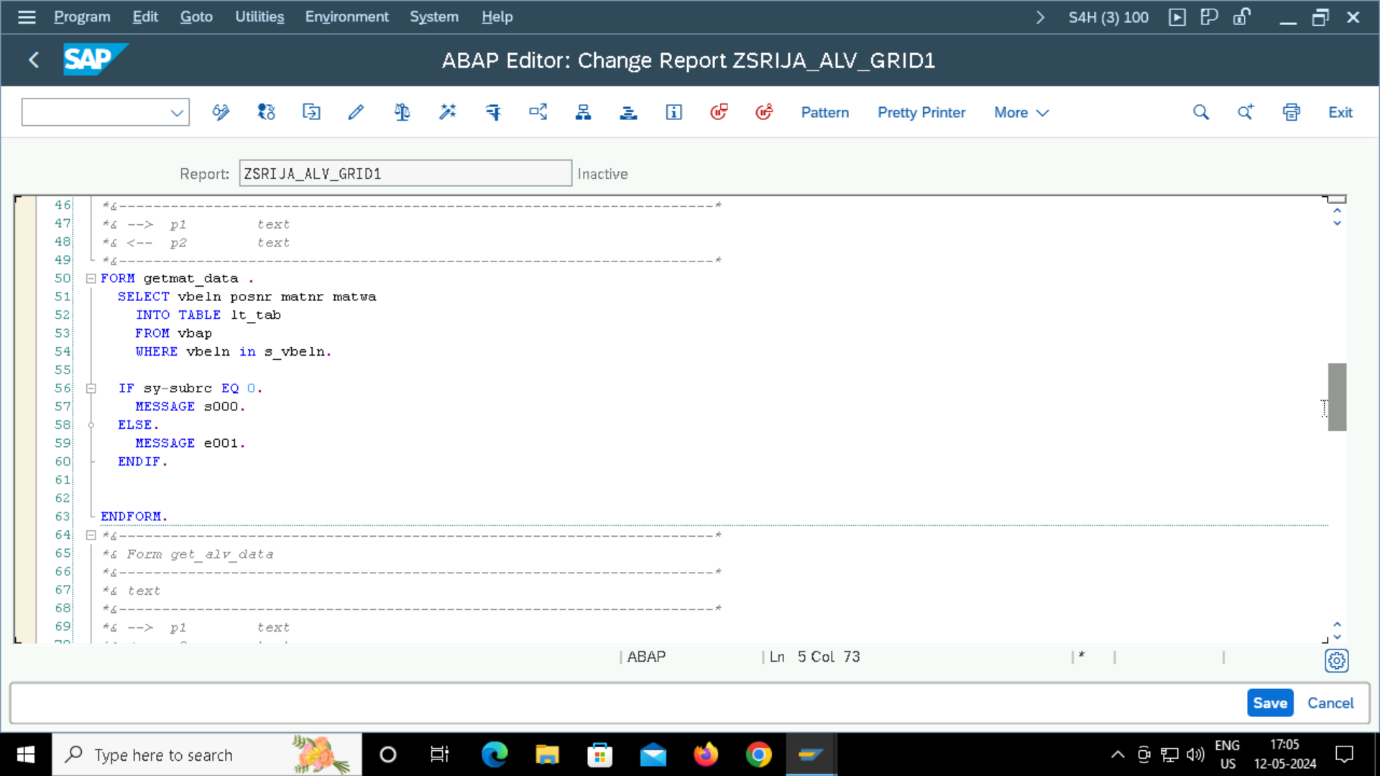 Program Edit Goto Utilities Environment System Help S4H (3) 100
SAP ABAP Editor: Change Report ZSRIJA_ALV_GRID1
Pattern Pretty Printer More Exit
Report: ZSRIJA_ALV_GRID1 Inactive
46 *&---------------------------------------------------------------------*
47 *& --> p1 text
48 *& <-- p2 text
49 *&---------------------------------------------------------------------*
50 FORM getmat_data .
51 SELECT vbeln posnr matnr matwa
52 INTO TABLE lt_tab
53 FROM vbap
54 WHERE vbeln in s_vbeln.
55
56 IF sy-subrc EQ 0.
57 MESSAGE s000.
58 ELSE.
59 MESSAGE e001.
60 ENDIF.
61
62
63 ENDFORM.
64 *&---------------------------------------------------------------------*
65 *& Form get_alv_data
66 *&---------------------------------------------------------------------*
67 *& text
68 *&---------------------------------------------------------------------*
69 *& --> p1 text
ABAP Ln 5 Col 73 *
Save Cancel
Type here to search
ENG
US
17:05
12-05-2024